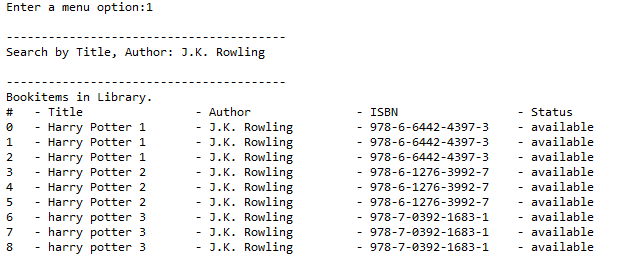 Enter a menu option:1
----------------------------------------
Search by Title, Author: J.K. Rowling
----------------------------------------
Bookitems in Library.
# - Title - Author - ISBN - Status
0 - Harry Potter 1 - J.K. Rowling - 978-6-6442-4397-3 - available
1 - Harry Potter 1 - J.K. Rowling - 978-6-6442-4397-3 - available
2 - Harry Potter 1 - J.K. Rowling - 978-6-6442-4397-3 - available
3 - Harry Potter 2 - J.K. Rowling - 978-6-1276-3992-7 - available
4 - Harry Potter 2 - J.K. Rowling - 978-6-1276-3992-7 - available
5 - Harry Potter 2 - J.K. Rowling - 978-6-1276-3992-7 - available
6 - harry potter 3 - J.K. Rowling - 978-7-0392-1683-1 - available
7 - harry potter 3 - J.K. Rowling - 978-7-0392-1683-1 - available
8 - harry potter 3 - J.K. Rowling - 978-7-0392-1683-1 - available